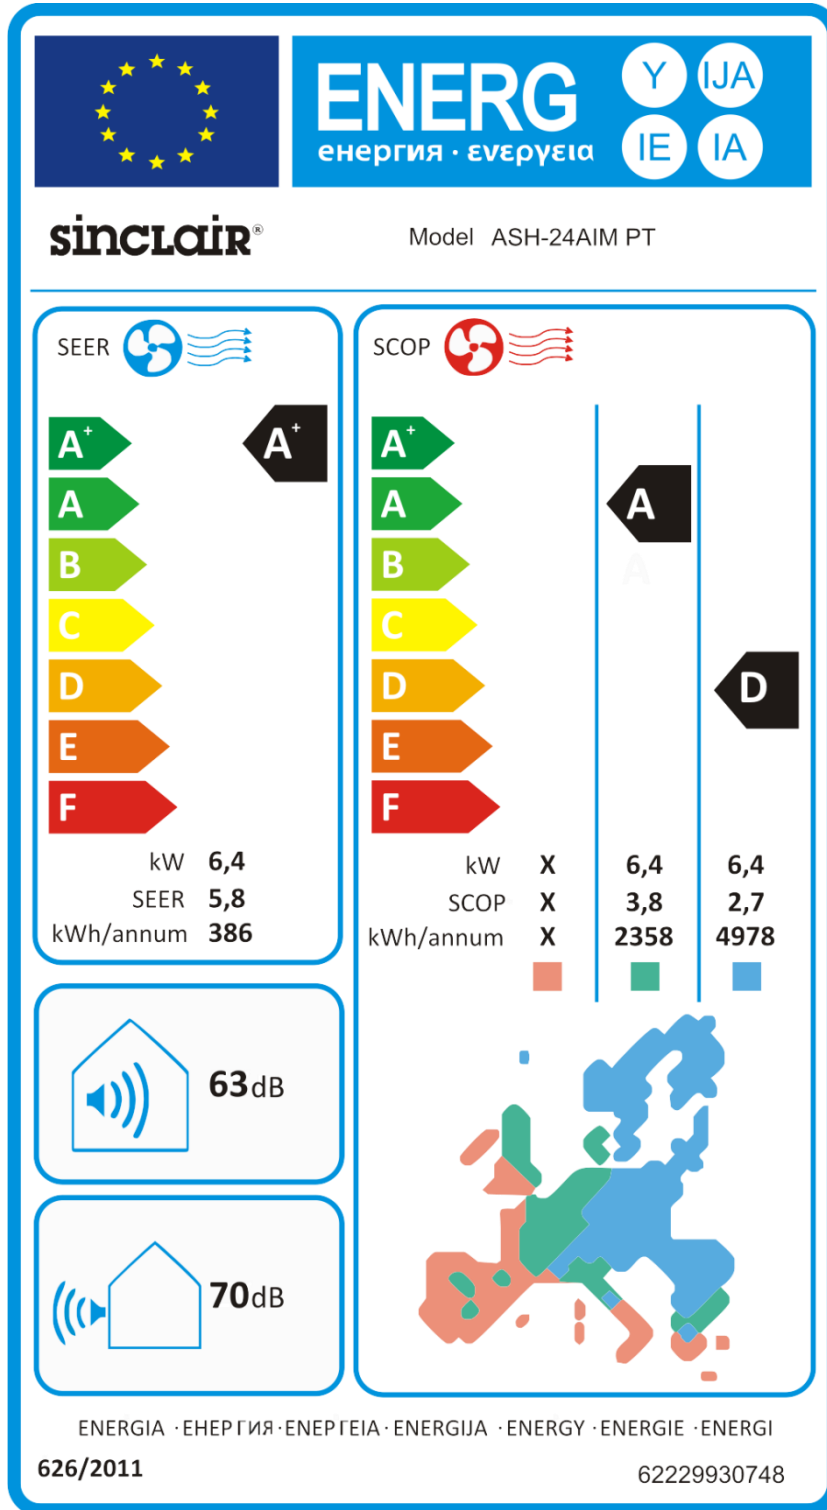 ENERG
енергия · ενεργεια
Y IJA
IE IA
sinclair®
Model ASH-24AIM PT
SEER
A+
A
B
C
D
E
F
A+
kW 6,4
SEER 5,8
kWh/annum 386
SCOP
A+
A
B
C
D
E
F
A
A
D
kW X 6,4 6,4
SCOP X 3,8 2,7
kWh/annum X 2358 4978
63dB
70dB
ENERGIA · ЕНЕРГИЯ · ΕΝΕΡΓΕΙΑ · ENERGIJA · ENERGY · ENERGIE · ENERGI
626/2011
62229930748